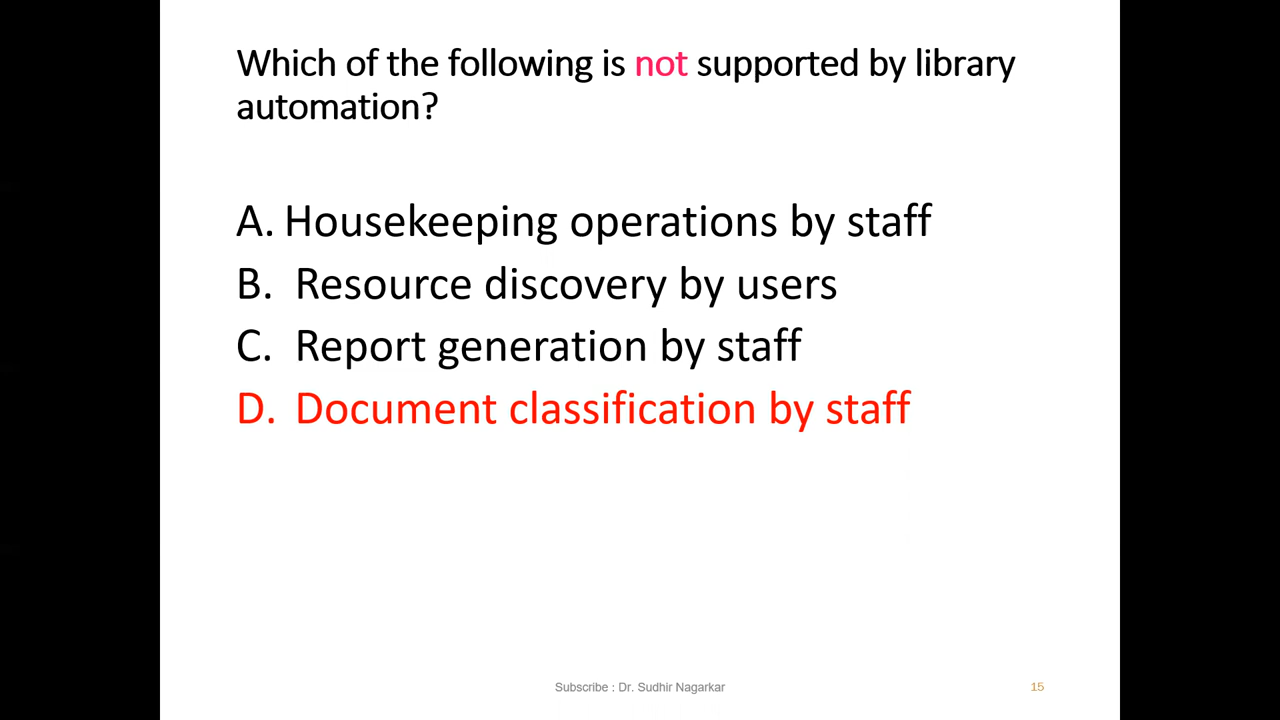 Which of the following is not supported by library
automation?
A. Housekeeping operations by staff
B. Resource discovery by users
C. Report generation by staff
D. Document classification by staff
Subscribe : Dr. Sudhir Nagarkar
15